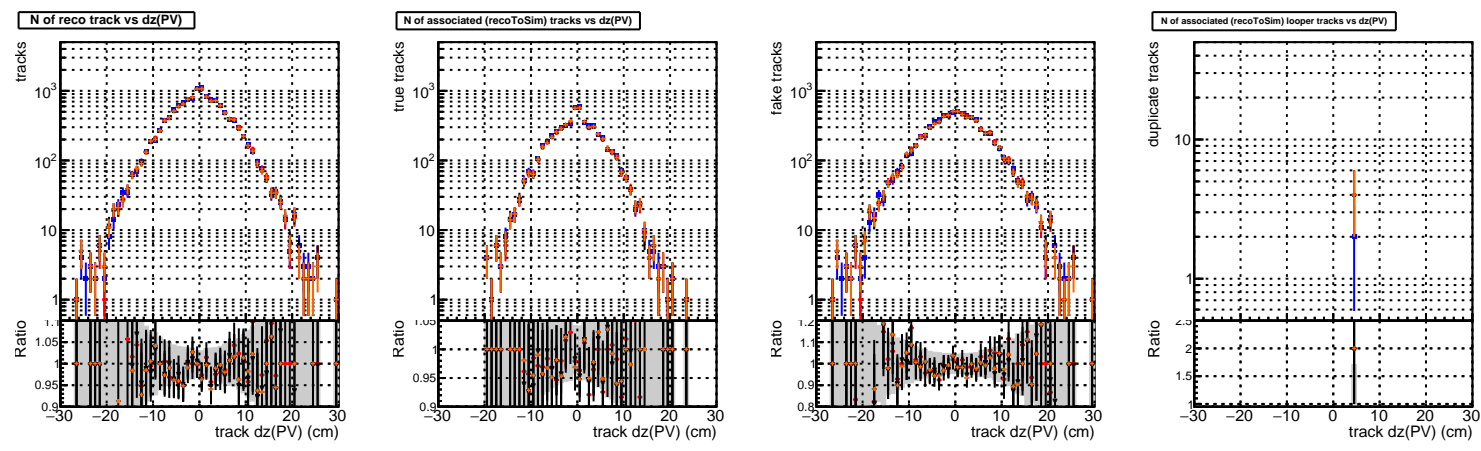 N of reco track vs dz(PV)
tracks
10³
10²
10
1
Ratio
1.1
1.05
1
0.95
0.9
−30 −20 −10 0 10 20 30
track dz(PV) (cm)
N of associated (recoToSim) tracks vs dz(PV)
true tracks
10³
10²
10
1
Ratio
1.05
1
0.95
0.9
−30 −20 −10 0 10 20 30
track dz(PV) (cm)
fake tracks
10³
10²
10
1
Ratio
1.2
1.1
1
0.9
0.8
−30 −20 −10 0 10 20 30
track dz(PV) (cm)
N of associated (recoToSim) looper tracks vs dz(PV)
duplicate tracks
10
1
Ratio
2.5
2
1.5
1
−30 −20 −10 0 10 20 30
track dz(PV) (cm)